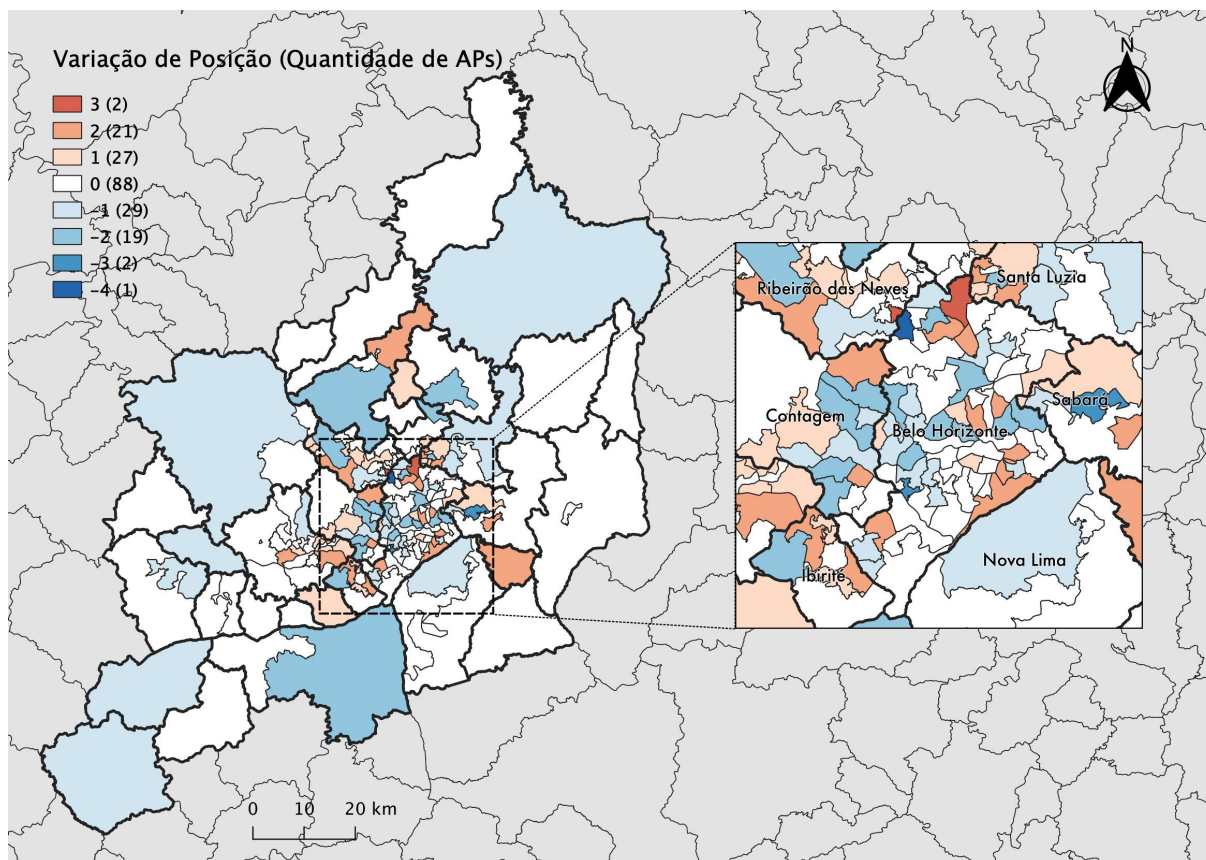 Variação de Posição (Quantidade de APs)
3 (2)
2 (21)
1 (27)
0 (88)
−1 (29)
−2 (19)
−3 (2)
−4 (1)
N
Santa Luzia
Ribeirão das Neves
Sabará
Contagem
Belo Horizonte
Nova Lima
Ibirité
0 10 20 km